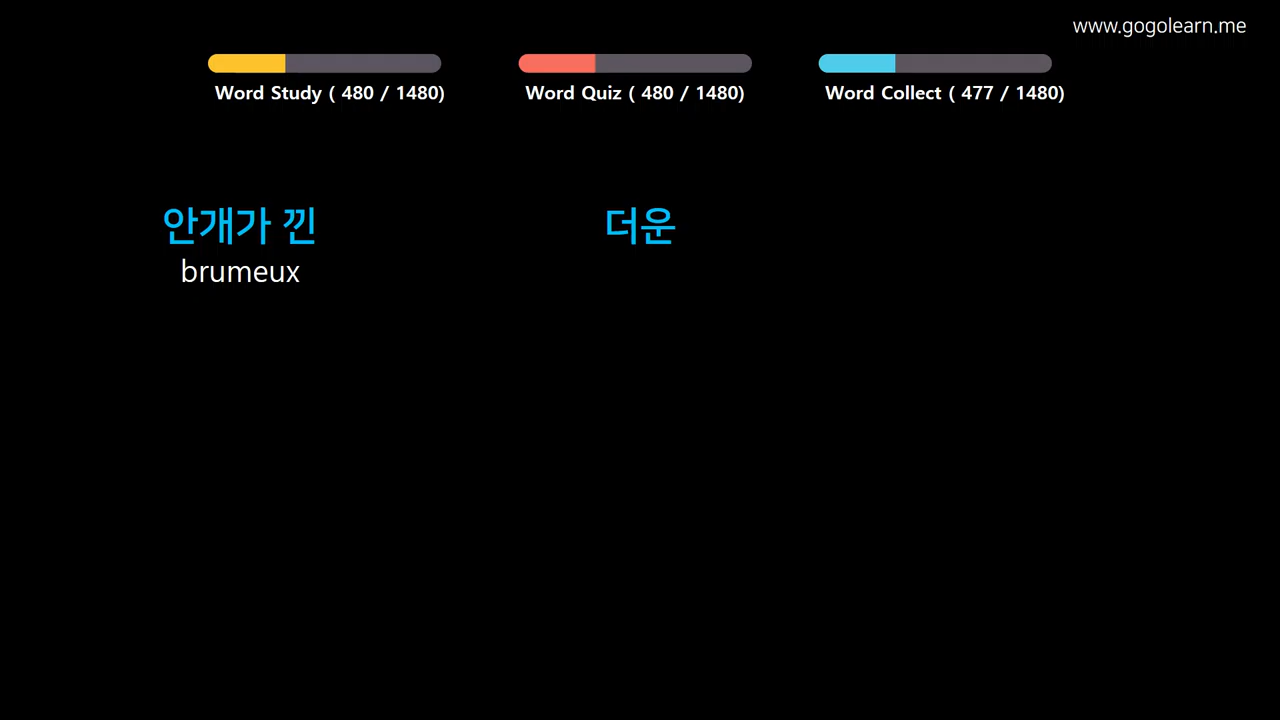 www.gogolearn.me
Word Study ( 480 / 1480)
Word Quiz ( 480 / 1480)
Word Collect ( 477 / 1480)
안개가 낀
더운
brumeux